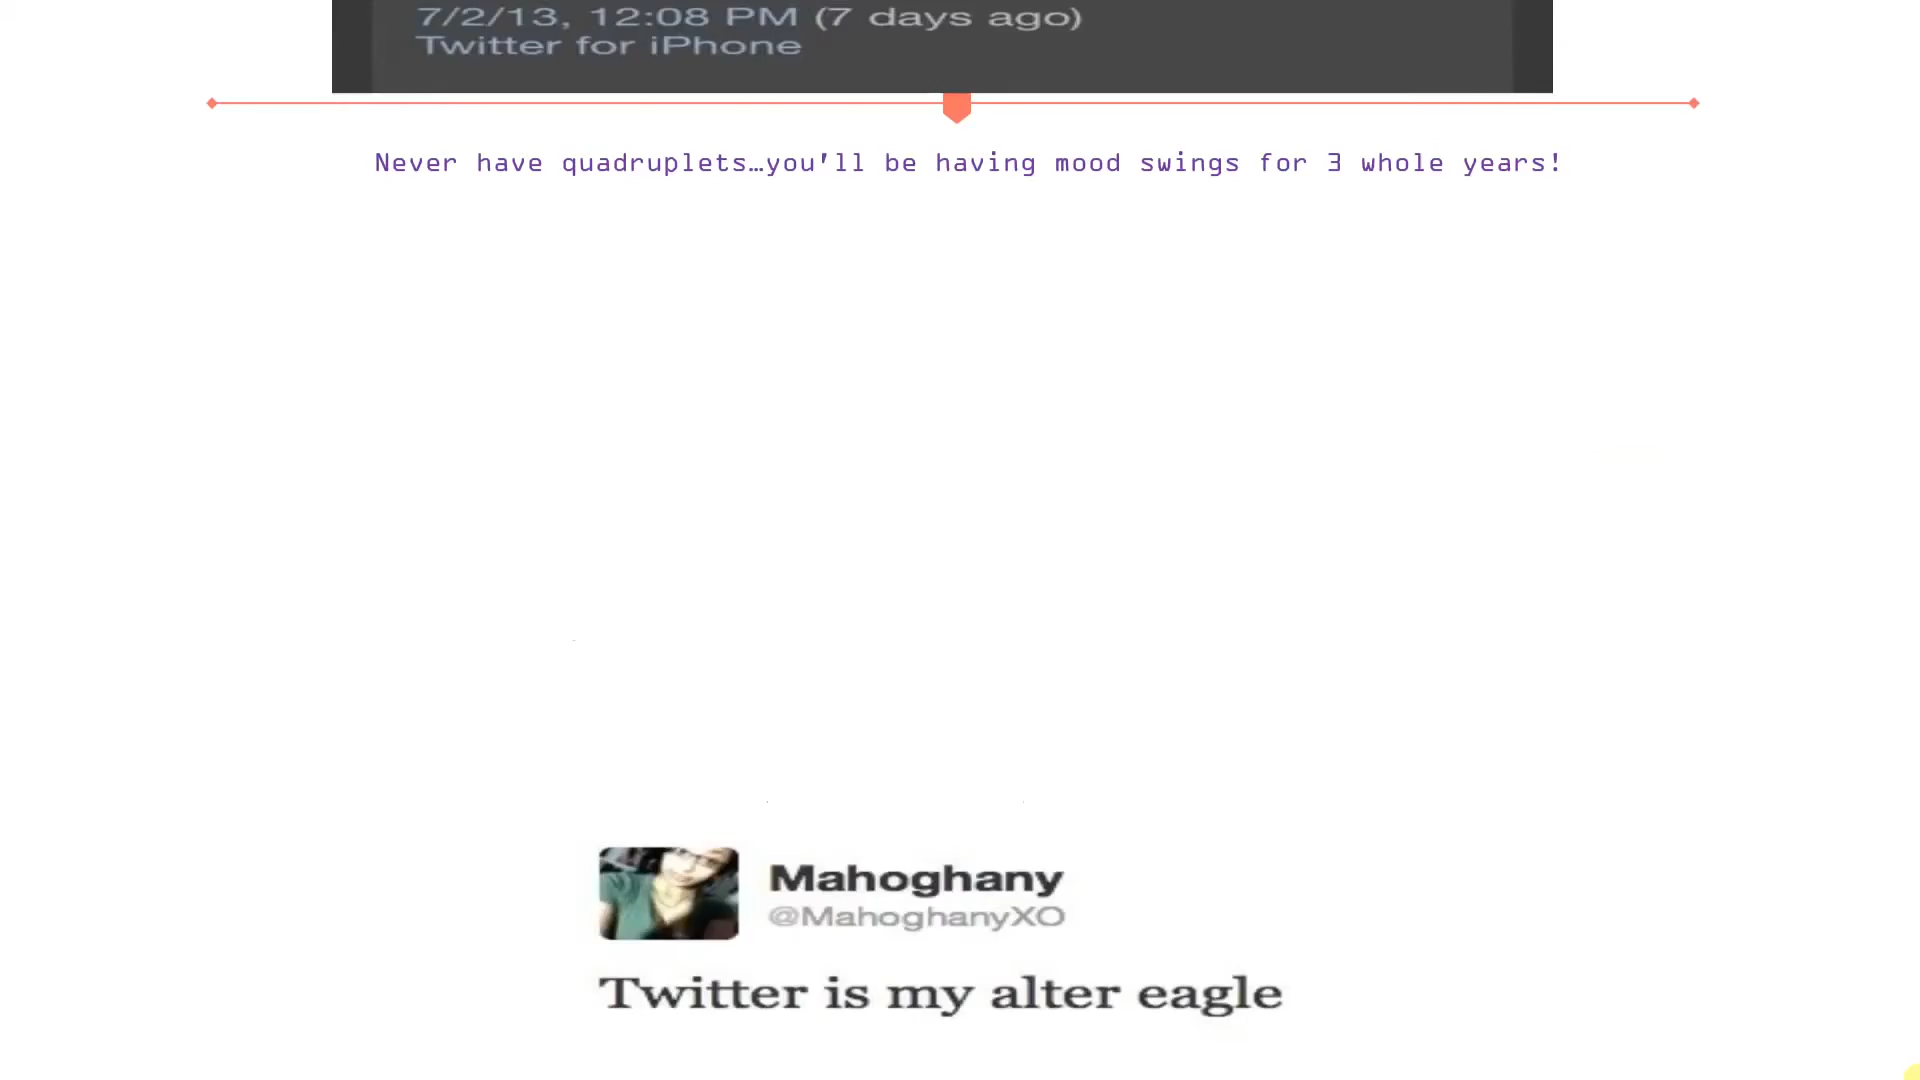 7/2/13, 12:08 PM (7 days ago)
Twitter for iPhone
Never have quadruplets…you'll be having mood swings for 3 whole years!
Mahoghany
@MahoghanyXO
Twitter is my alter eagle